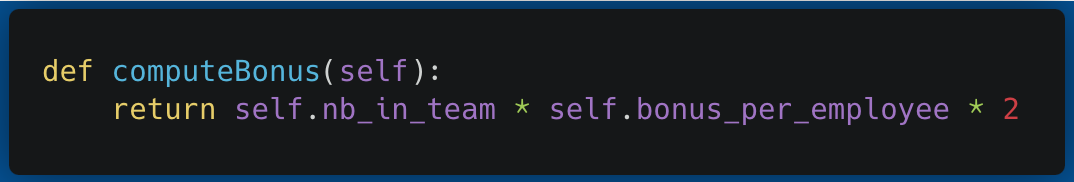 def computeBonus(self):
    return self.nb_in_team * self.bonus_per_employee * 2